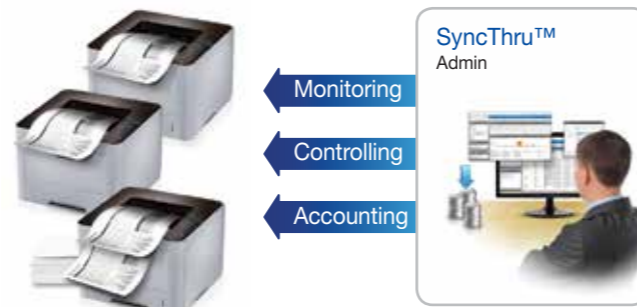 SyncThru™
Admin
Monitoring
Controlling
Accounting